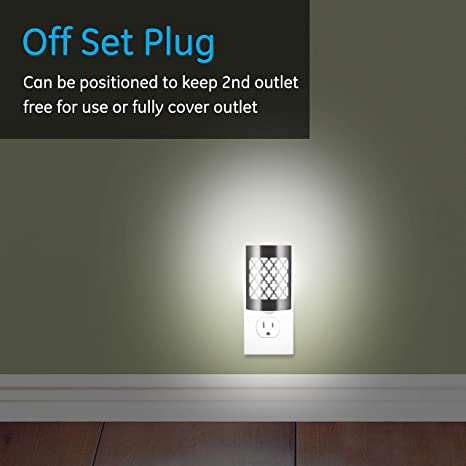 Off Set Plug
Can be positioned to keep 2nd outlet
free for use or fully cover outlet